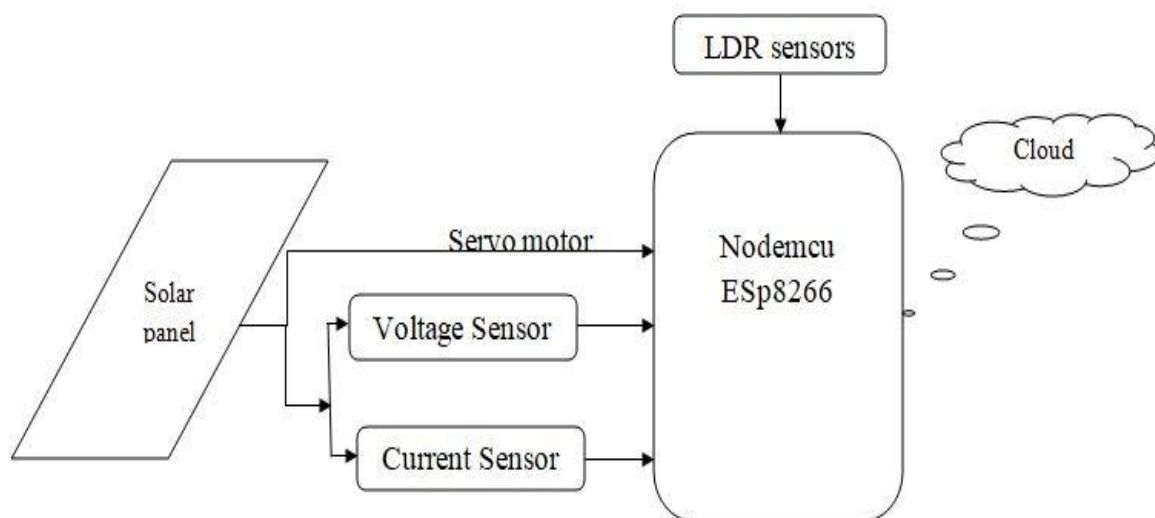 LDR sensors
Cloud
Servo motor
Nodemcu
ESp8266
Solar
panel
Voltage Sensor
Current Sensor